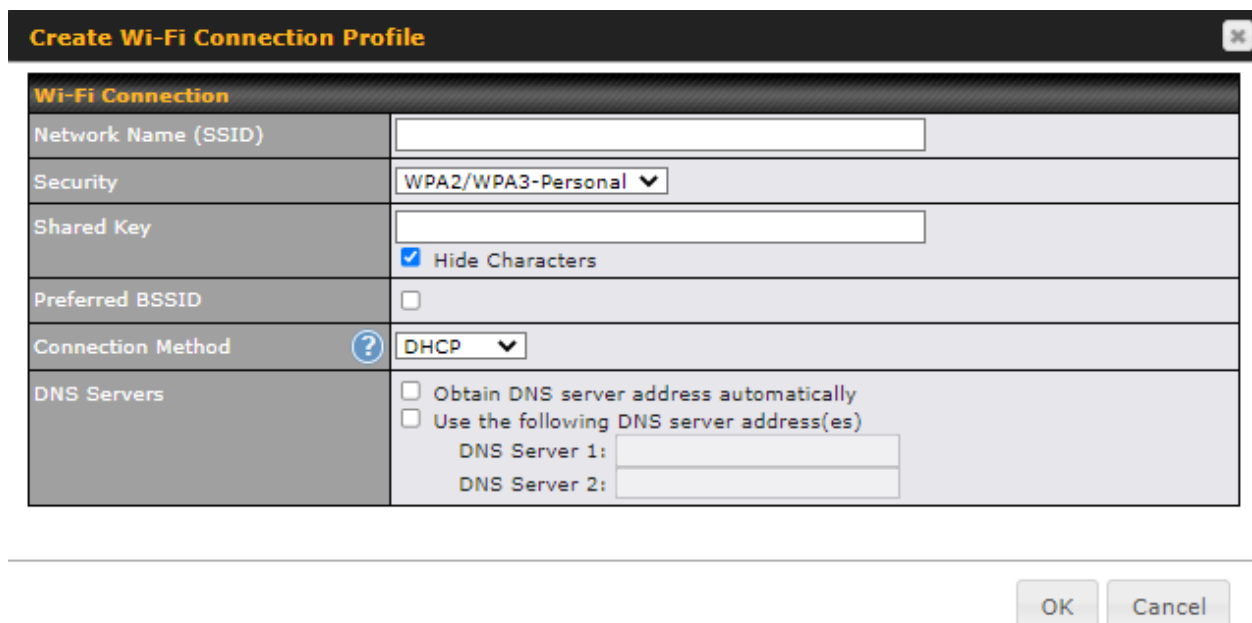 Create Wi-Fi Connection Profile
Wi-Fi Connection
Network Name (SSID)
Security
WPA2/WPA3-Personal
Shared Key
Hide Characters
Preferred BSSID
Connection Method
?
DHCP
DNS Servers
Obtain DNS server address automatically
Use the following DNS server address(es)
DNS Server 1:
DNS Server 2:
OK
Cancel